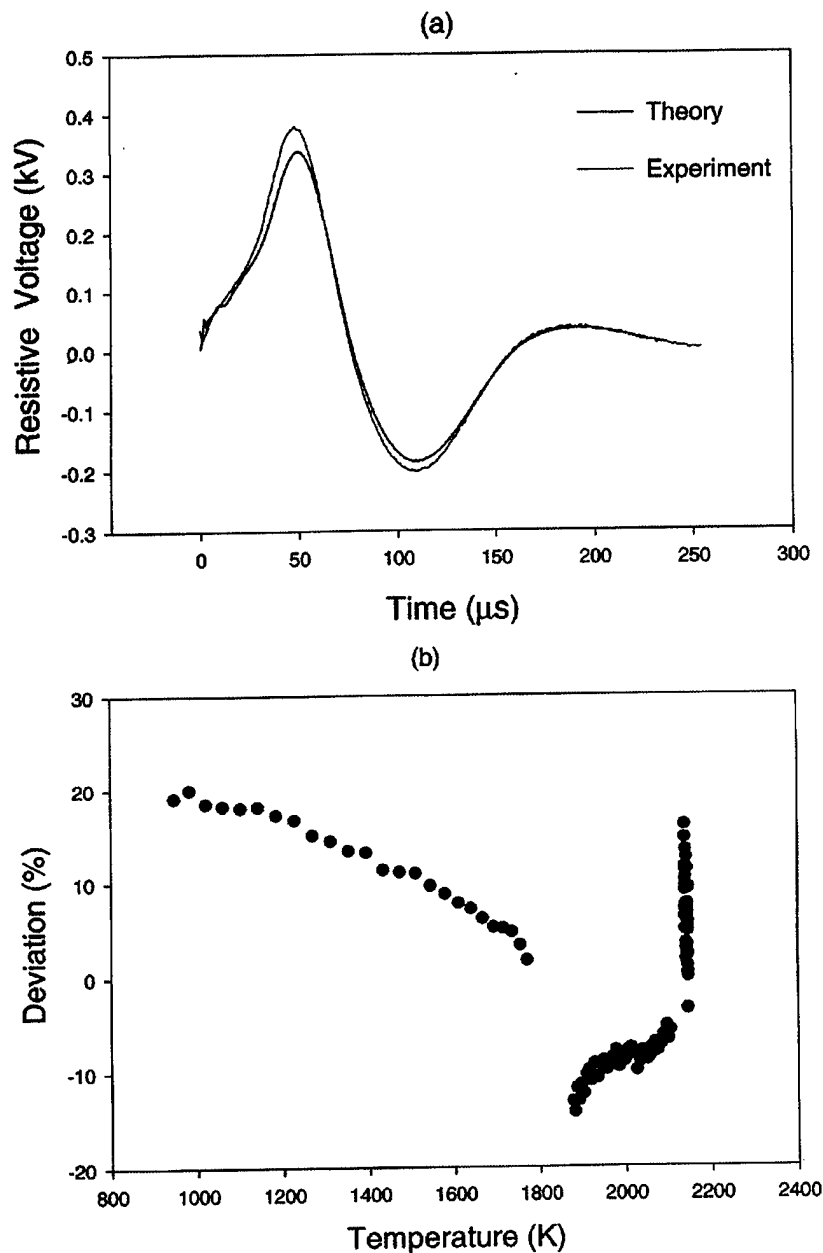 (a)
0.5
0.4
0.3
0.2
0.1
0.0
-0.1
-0.2
-0.3
Resistive Voltage (kV)
Theory
Experiment
0 50 100 150 200 250 300
Time (μs)
(b)
30
20
10
0
-10
-20
Deviation (%)
800 1000 1200 1400 1600 1800 2000 2200 2400
Temperature (K)